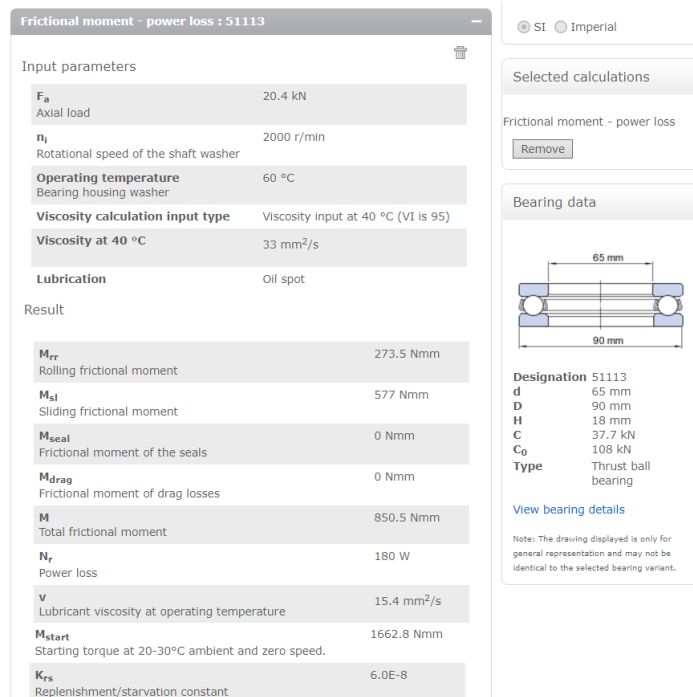 Frictional moment - power loss : 51113
Input parameters
Fa 20.4 kN
Axial load
ni 2000 r/min
Rotational speed of the shaft washer
Operating temperature 60 °C
Bearing housing washer
Viscosity calculation input type Viscosity input at 40 °C (VI is 95)
Viscosity at 40 °C 33 mm²/s
Lubrication Oil spot
Result
Mrr 273.5 Nmm
Rolling frictional moment
Msl 577 Nmm
Sliding frictional moment
Mseal 0 Nmm
Frictional moment of the seals
Mdrag 0 Nmm
Frictional moment of drag losses
M 850.5 Nmm
Total frictional moment
Nr 180 W
Power loss
v 15.4 mm²/s
Lubricant viscosity at operating temperature
Mstart 1662.8 Nmm
Starting torque at 20-30°C ambient and zero speed.
Krs 6.0E-8
Replenishment/starvation constant
SI Imperial
Selected calculations
Frictional moment - power loss
Remove
Bearing data
65 mm
90 mm
Designation 51113
d 65 mm
D 90 mm
H 18 mm
C 37.7 kN
C0 108 kN
Type Thrust ball
bearing
View bearing details
Note: The drawing displayed is only for
general representation and may not be
identical to the selected bearing variant.